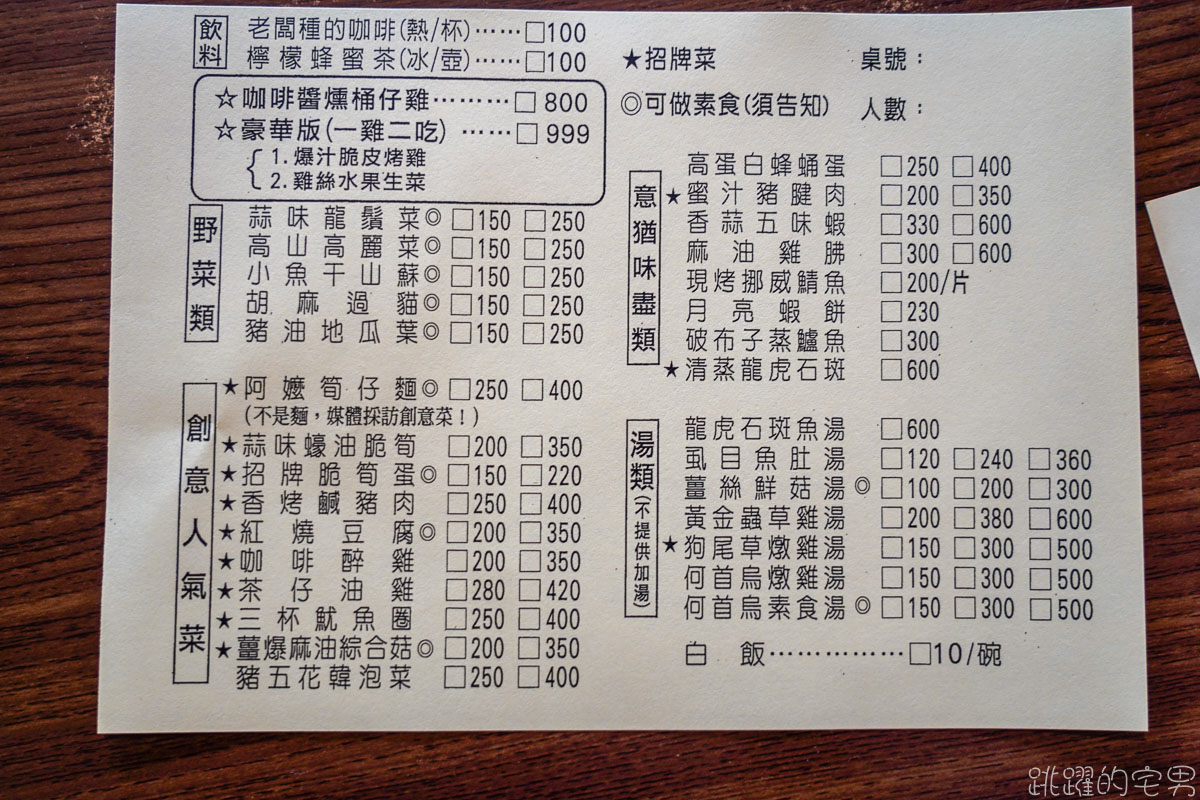 飲料
老闆種的咖啡(熱/杯)……□100
檸檬蜂蜜茶(冰/壺)……□100
☆咖啡醬燻桶仔雞………□800
☆豪華版(一雞二吃)……□999
1.爆汁脆皮烤雞
2.雞絲水果生菜
野菜類
蒜味龍鬚菜◎ □150 □250
高山高麗菜◎ □150 □250
小魚干山蘇◎ □150 □250
胡麻過貓◎ □150 □250
豬油地瓜葉◎ □150 □250
創意人氣菜
★阿嬤筍仔麵◎ □250 □400
(不是麵，媒體採訪創意菜！)
★蒜味蠔油脆筍 □200 □350
★招牌脆筍蛋◎ □150 □220
★香烤鹹豬肉 □250 □400
★紅燒豆腐◎ □200 □350
★咖啡醉雞 □200 □350
★茶仔油雞 □280 □420
★三杯魷魚圈 □250 □400
★薑爆麻油綜合菇◎ □200 □350
豬五花韓泡菜 □250 □400
★招牌菜 桌號：
◎可做素食(須告知) 人數：
意猶味盡類
高蛋白蜂蛹蛋 □250 □400
★蜜汁豬腱肉 □200 □350
香蒜五味蝦 □330 □600
麻油雞胇 □300 □600
現烤挪威鯖魚 □200/片
月亮蝦餅 □230
破布子蒸鱸魚 □300
★清蒸龍虎石斑 □600
湯類(不提供加湯)
龍虎石斑魚湯 □600
虱目魚肚湯 □120 □240 □360
薑絲鮮菇湯◎ □100 □200 □300
黃金蟲草雞湯 □200 □380 □600
★狗尾草燉雞湯 □150 □300 □500
何首烏燉雞湯 □150 □300 □500
何首烏素食湯◎ □150 □300 □500
白飯……………□10/碗
跳躍的宅男